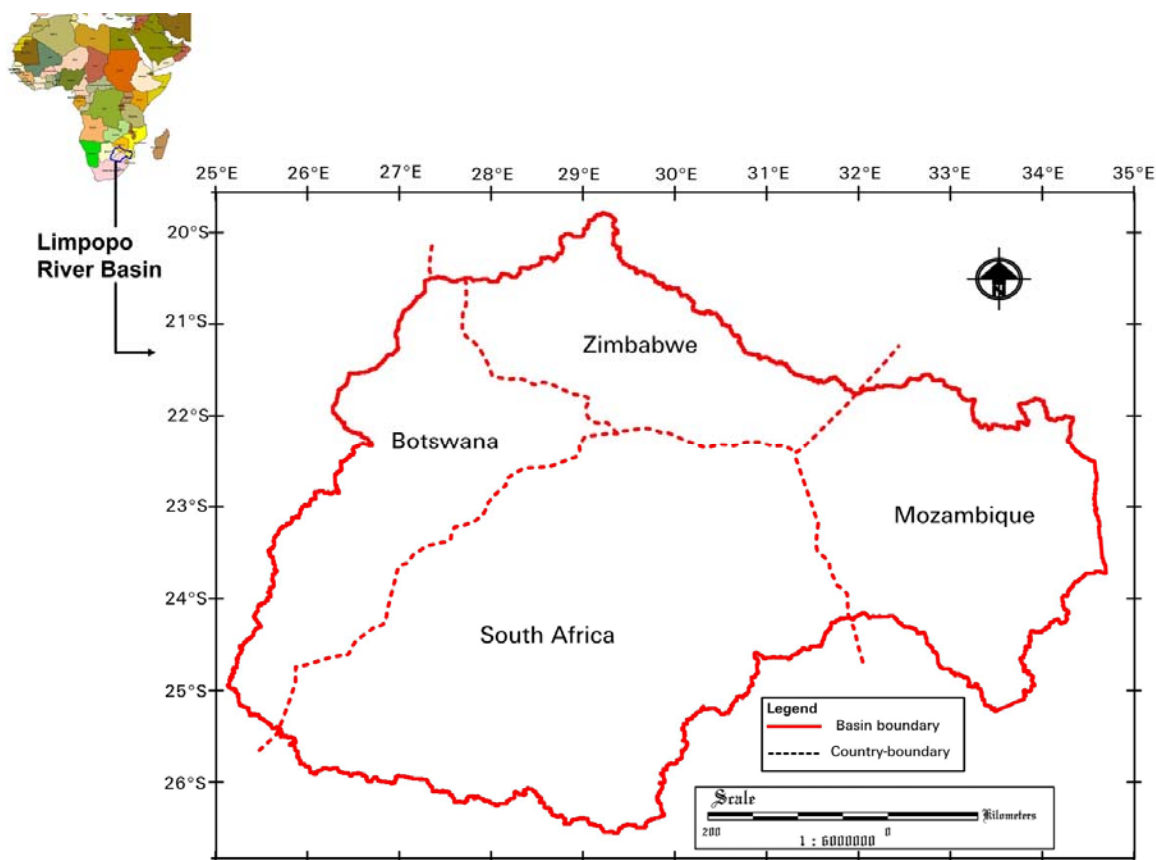 Limpopo
River Basin
25°E 26°E 27°E 28°E 29°E 30°E 31°E 32°E 33°E 34°E 35°E
20°S
21°S
22°S
23°S
24°S
25°S
26°S
N
Zimbabwe
Botswana
Mozambique
South Africa
Legend
Basin boundary
Country-boundary
Scale
Kilometers
200 0
1 : 6000000